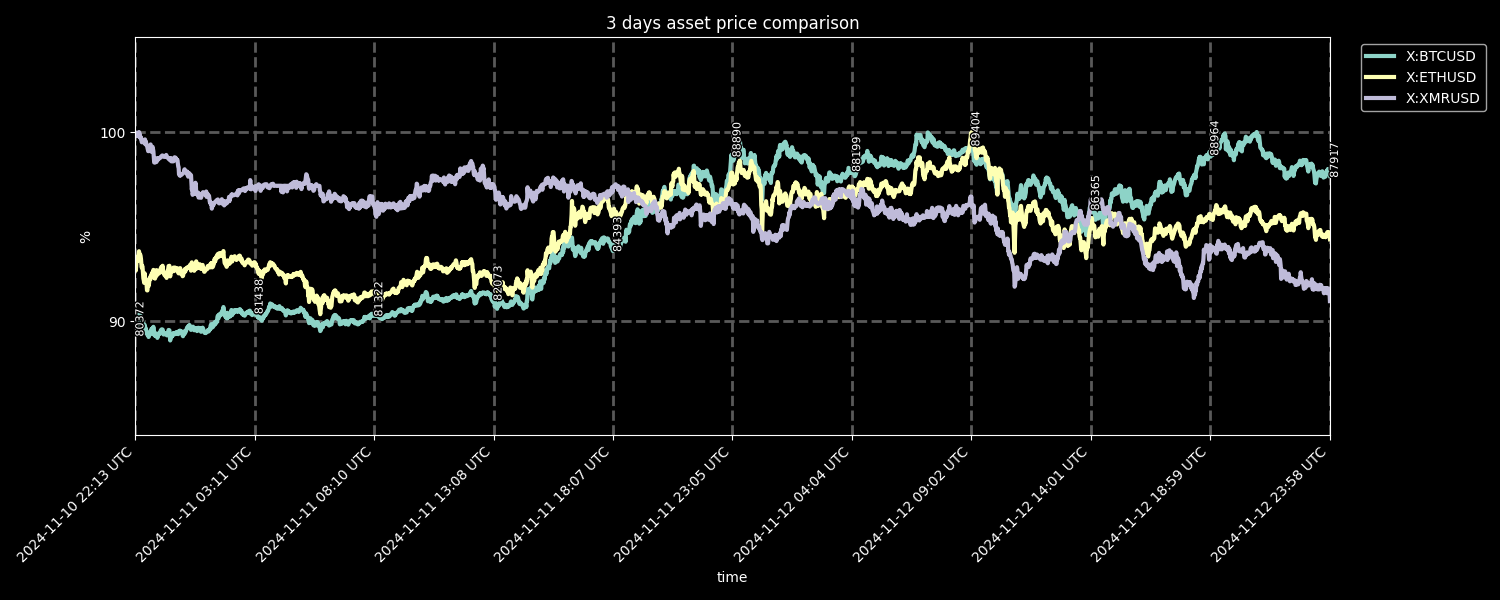 3 days asset price comparison
X:BTCUSD
X:ETHUSD
X:XMRUSD
%
100
90
80372
81438
81322
82073
84393
88890
88199
89404
86365
88964
87917
2024-11-10 22:13 UTC
2024-11-11 03:11 UTC
2024-11-11 08:10 UTC
2024-11-11 13:08 UTC
2024-11-11 18:07 UTC
2024-11-11 23:05 UTC
2024-11-12 04:04 UTC
2024-11-12 09:02 UTC
2024-11-12 14:01 UTC
2024-11-12 18:59 UTC
2024-11-12 23:58 UTC
time